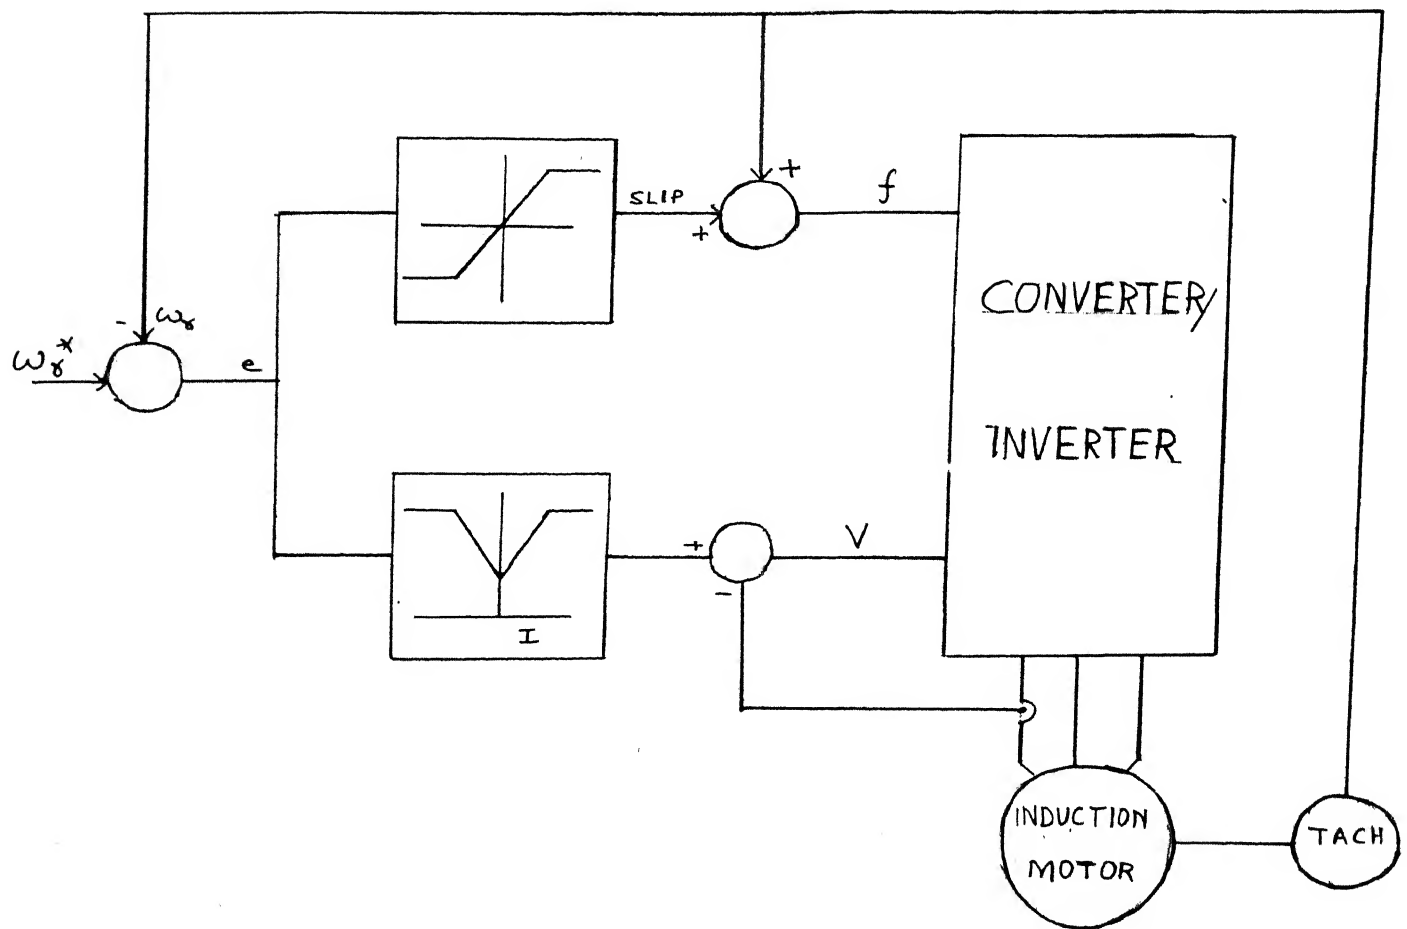 +
SLIP
+
f
CONVERTER/
INVERTER
- ωr
ωr*
e
+
V
-
I
INDUCTION
MOTOR
TACH